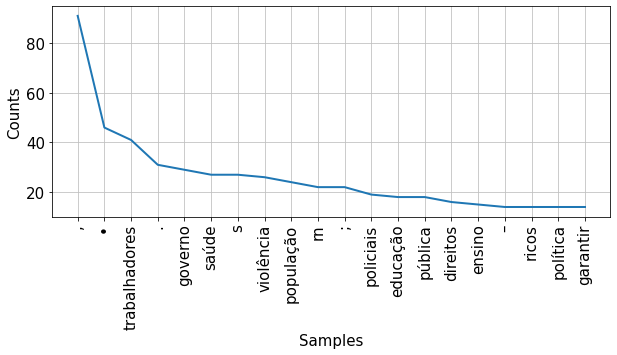 80
60
40
20
Counts
,
•
trabalhadores
.
governo
saúde
s
violência
população
m
;
policiais
educação
pública
direitos
ensino
–
ricos
política
garantir
Samples